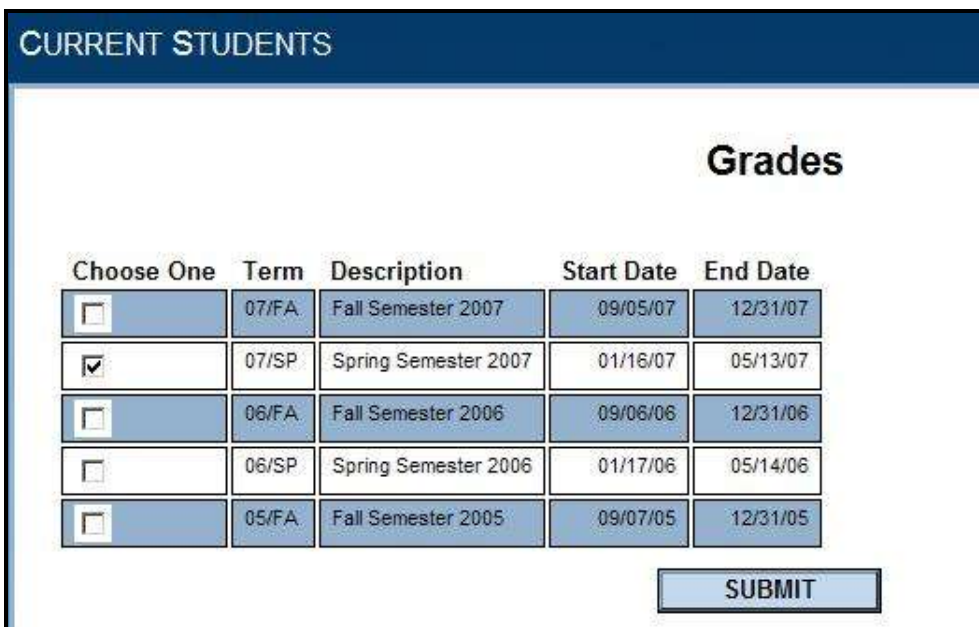 CURRENT STUDENTS
Grades
Choose One Term Description Start Date End Date
07/FA Fall Semester 2007 09/05/07 12/31/07
07/SP Spring Semester 2007 01/16/07 05/13/07
06/FA Fall Semester 2006 09/06/06 12/31/06
06/SP Spring Semester 2006 01/17/06 05/14/06
05/FA Fall Semester 2005 09/07/05 12/31/05
SUBMIT